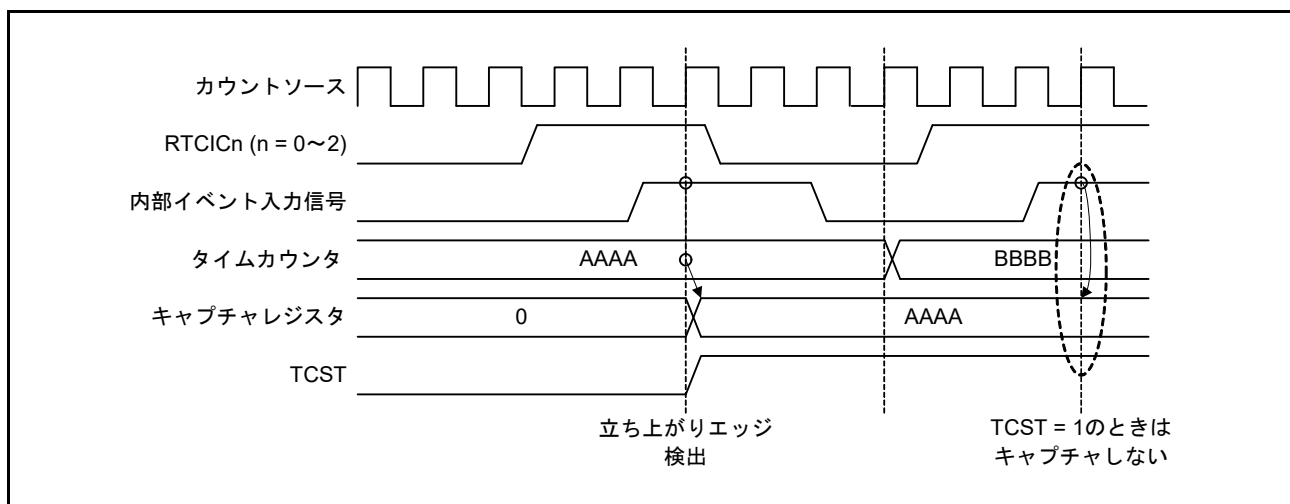 カウントソース
RTCICn (n = 0～2)
内部イベント入力信号
タイムカウンタ
AAAA
BBBB
キャプチャレジスタ
0
AAAA
TCST
立ち上がりエッジ
検出
TCST = 1のときは
キャプチャしない